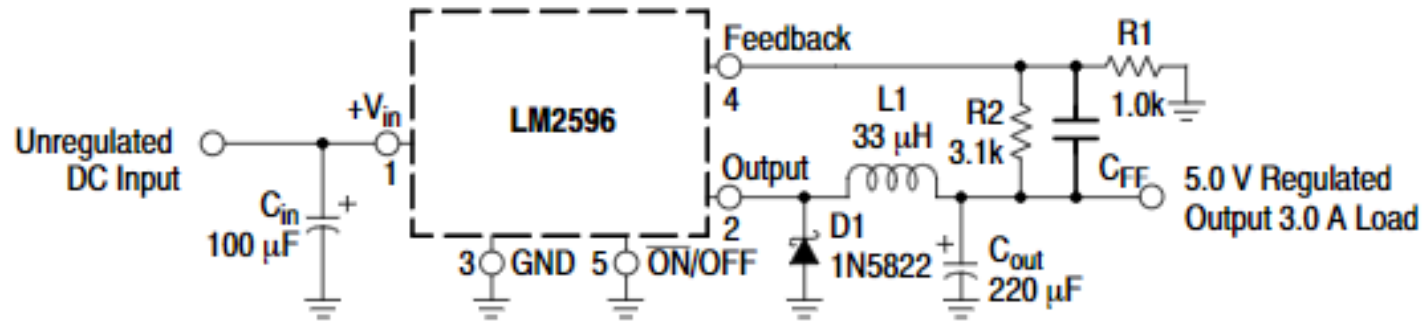 Unregulated
DC Input
+Vin
1
Cin
+
100 µF
LM2596
3
GND
5
O̅N̅/OFF
Feedback
4
Output
2
D1
1N5822
L1
33 µH
+
Cout
220 µF
R2
3.1k
CFF
R1
1.0k
5.0 V Regulated
Output 3.0 A Load